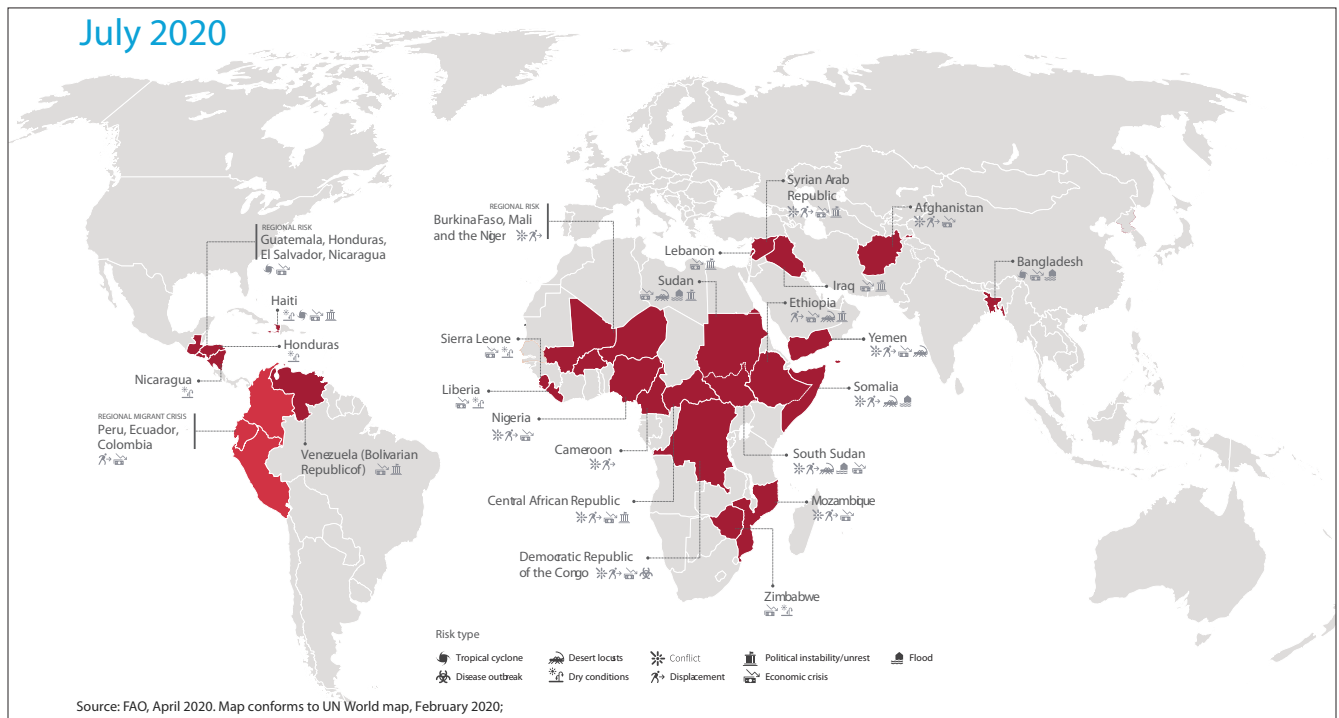 July 2020
Syrian Arab
Republic
Afghanistan
REGIONAL RISK
BurkinaFaso, Mali
and the Niger
REGIONAL RISK
Guatemala, Honduras,
El Salvador, Nicaragua
Lebanon
Bangladesh
Sudan
Iraq
Ethiopia
Haiti
Sierra Leone
Honduras
Yemen
Nicaragua
Liberia
Somalia
Nigeria
REGIONAL MIGRANT CRISIS
Peru, Ecuador,
Colombia
Cameroon
Venezuela (Bolivarian
Republicof)
South Sudan
Central African Republic
Mozambique
Democratic Republic
of the Congo
Zimbabwe
Risk type
Tropical cyclone
Desert locusts
Conflict
Political instability/unrest
Flood
Disease outbreak
Dry conditions
Displacement
Economic crisis
Source: FAO, April 2020. Map conforms to UN World map, February 2020;